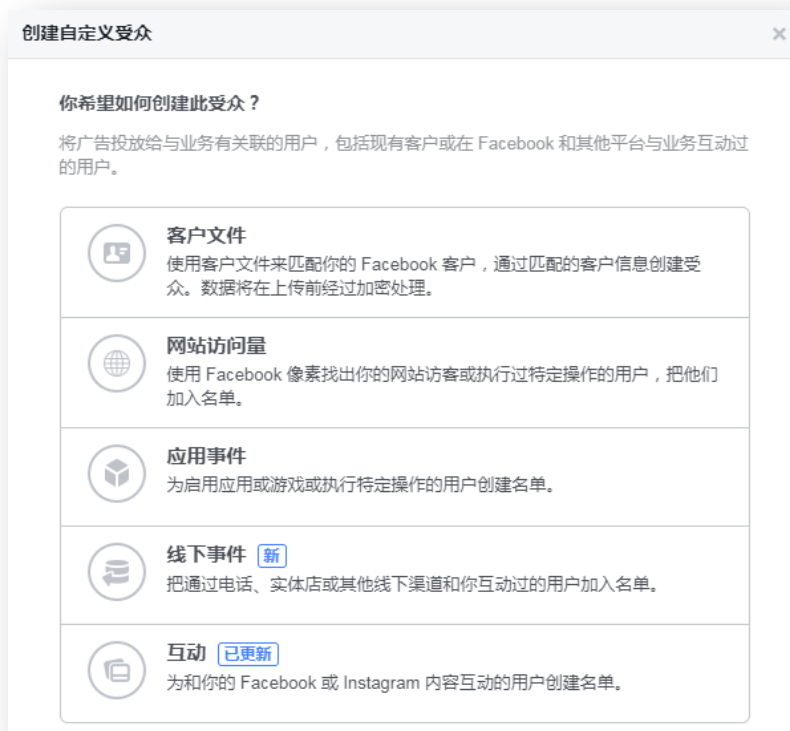 创建自定义受众
你希望如何创建此受众？
将广告投放给与业务有关联的用户，包括现有客户或在 Facebook 和其他平台与业务互动过
的用户。
客户文件
使用客户文件来匹配你的 Facebook 客户，通过匹配的客户信息创建受
众。数据将在上传前经过加密处理。
网站访问量
使用 Facebook 像素找出你的网站访客或执行过特定操作的用户，把他们
加入名单。
应用事件
为启用应用或游戏或执行特定操作的用户创建名单。
线下事件 新
把通过电话、实体店或其他线下渠道和你互动过的用户加入名单。
互动 已更新
为和你的 Facebook 或 Instagram 内容互动的用户创建名单。